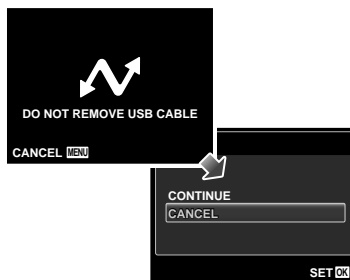 DO NOT REMOVE USB CABLE
CANCEL MENU
CONTINUE
CANCEL
SET OK